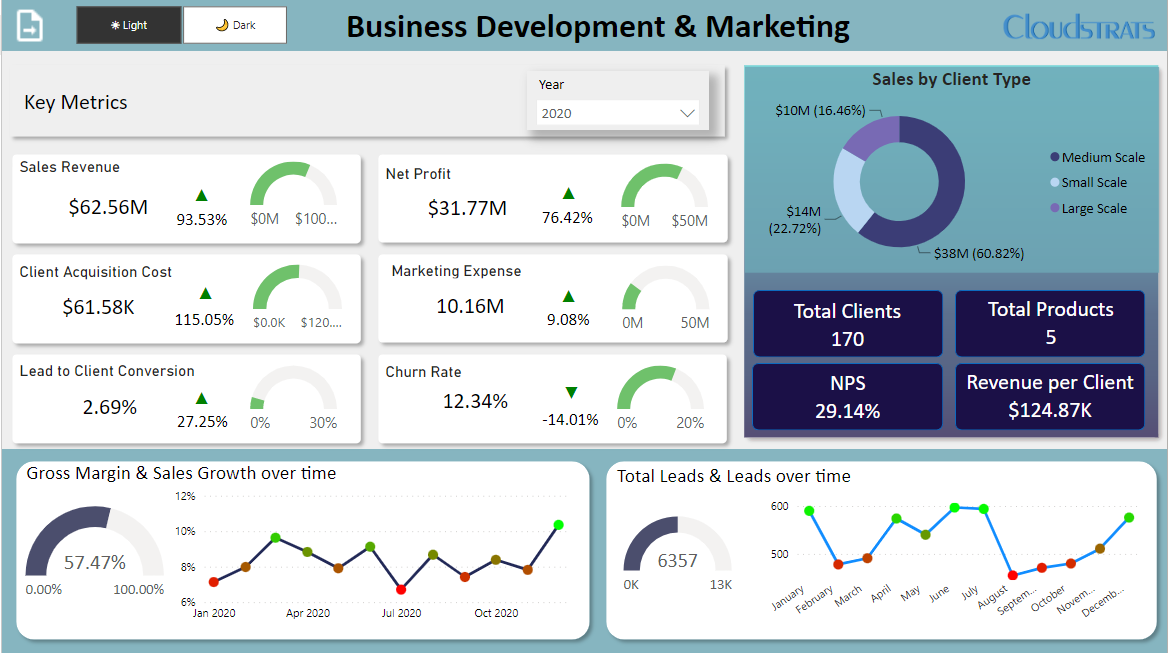 Light
Dark
Business Development & Marketing
CLOUDSTRATS
Key Metrics
Year
2020
Sales Revenue
$62.56M
93.53%
$0M
$100...
Net Profit
$31.77M
76.42%
$0M
$50M
Client Acquisition Cost
$61.58K
115.05%
$0.0K
$120....
Marketing Expense
10.16M
9.08%
0M
50M
Lead to Client Conversion
2.69%
27.25%
0%
30%
Churn Rate
12.34%
-14.01%
0%
20%
Sales by Client Type
$10M (16.46%)
$14M
(22.72%)
$38M (60.82%)
Medium Scale
Small Scale
Large Scale
Total Clients
170
Total Products
5
NPS
29.14%
Revenue per Client
$124.87K
Gross Margin & Sales Growth over time
57.47%
0.00%
100.00%
12%
10%
8%
6%
Jan 2020
Apr 2020
Jul 2020
Oct 2020
Total Leads & Leads over time
6357
0K
13K
600
500
January
February
March
April
May
June
July
August
Septem...
October
Novem...
Decemb...